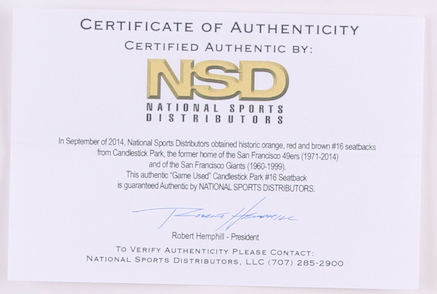 CERTIFICATE OF AUTHENTICITY
CERTIFIED AUTHENTIC BY:
NSD
NATIONAL SPORTS
DISTRIBUTORS
In September of 2014, National Sports Distributors obtained historic orange, red and brown #16 seatbacks
from Candlestick Park, the former home of the San Francisco 49ers (1971-2014)
and of the San Francisco Giants (1960-1999).
This authentic "Game Used" Candlestick Park #16 Seatback
is guaranteed Authentic by NATIONAL SPORTS DISTRIBUTORS.
Robert Hemphill
Robert Hemphill - President
TO VERIFY AUTHENTICITY PLEASE CONTACT:
NATIONAL SPORTS DISTRIBUTORS, LLC (707) 285-2900